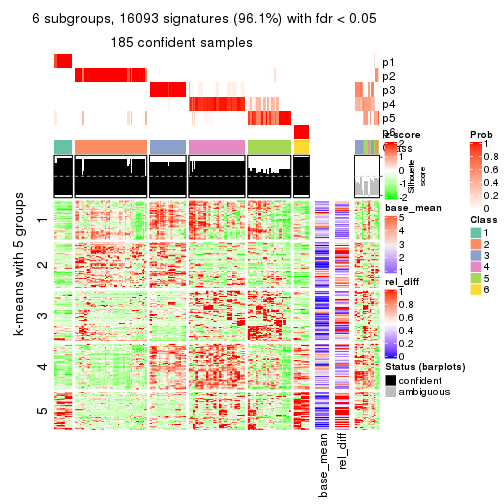 6 subgroups, 16093 signatures (96.1%) with fdr < 0.05
185 confident samples
p1
p2
p3
p4
p5
p6
Class
z-score
2
1
0
-1
-2
Silhouette
score
Prob
1
0.8
0.6
0.4
0.2
0
k-means with 5 groups
1
2
3
4
5
base_mean
5
4
3
2
1
Class
1
2
3
4
5
6
rel_diff
1
0.8
0.6
0.4
0.2
0
Status (barplots)
confident
ambiguous
base_mean
rel_diff